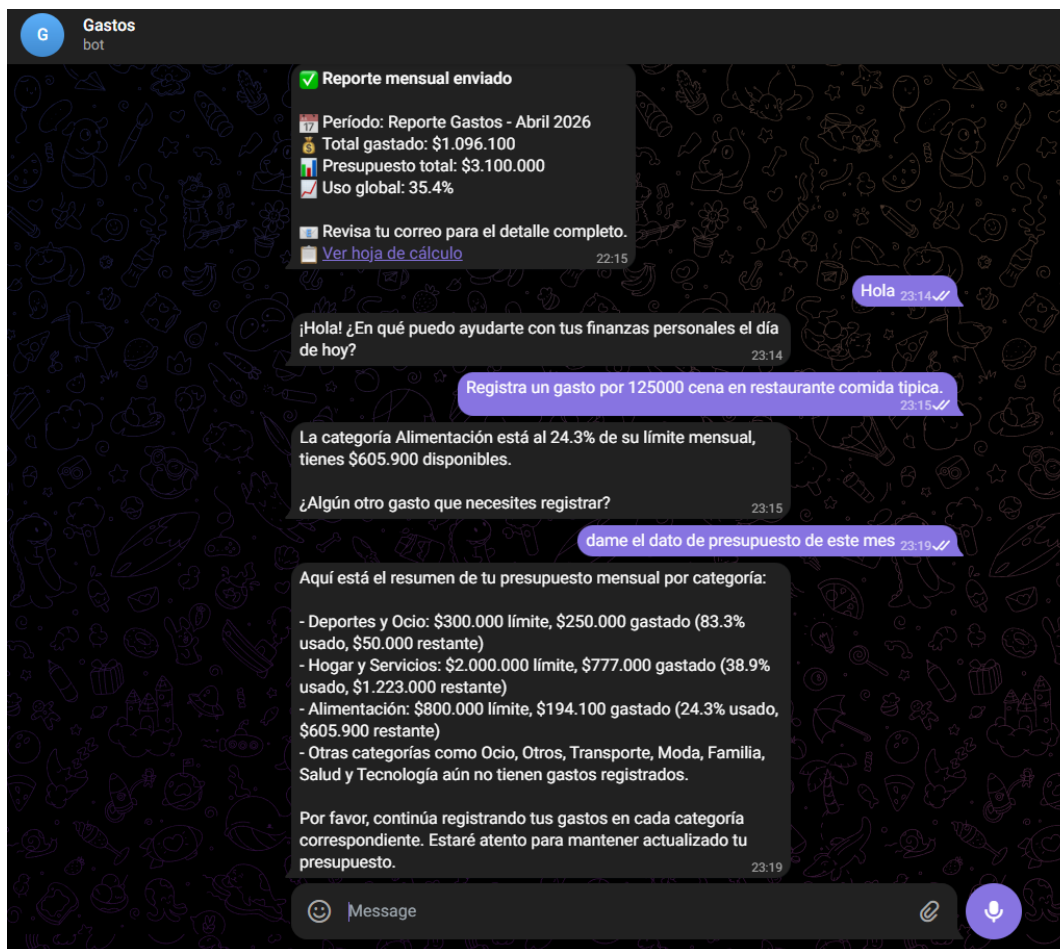 G
Gastos
bot
✅ Reporte mensual enviado
📅 Período: Reporte Gastos - Abril 2026
💰 Total gastado: $1.096.100
📊 Presupuesto total: $3.100.000
📈 Uso global: 35.4%
📧 Revisa tu correo para el detalle completo.
📋 Ver hoja de cálculo
22:15
Hola 23:14
¡Hola! ¿En qué puedo ayudarte con tus finanzas personales el día
de hoy?
23:14
Registra un gasto por 125000 cena en restaurante comida tipica.
23:15
La categoría Alimentación está al 24.3% de su límite mensual,
tienes $605.900 disponibles.
¿Algún otro gasto que necesites registrar?
23:15
dame el dato de presupuesto de este mes 23:19
Aquí está el resumen de tu presupuesto mensual por categoría:
- Deportes y Ocio: $300.000 límite, $250.000 gastado (83.3%
usado, $50.000 restante)
- Hogar y Servicios: $2.000.000 límite, $777.000 gastado (38.9%
usado, $1.223.000 restante)
- Alimentación: $800.000 límite, $194.100 gastado (24.3% usado,
$605.900 restante)
- Otras categorías como Ocio, Otros, Transporte, Moda, Familia,
Salud y Tecnología aún no tienen gastos registrados.
Por favor, continúa registrando tus gastos en cada categoría
correspondiente. Estaré atento para mantener actualizado tu
presupuesto.
23:19
Message